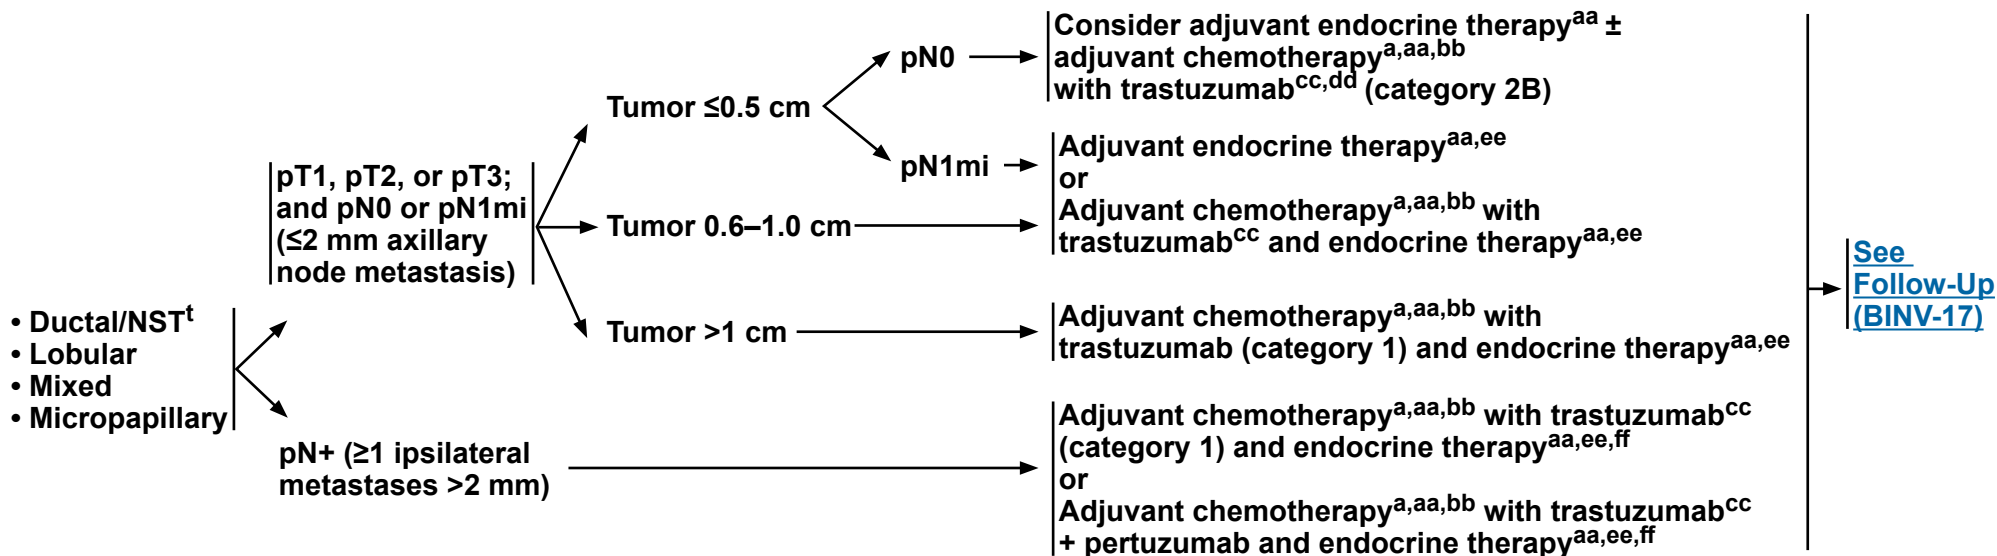 • Ductal/NSTᵗ
• Lobular
• Mixed
• Micropapillary
pT1, pT2, or pT3;
and pN0 or pN1mi
(≤2 mm axillary
node metastasis)
Tumor ≤0.5 cm
pN0
Consider adjuvant endocrine therapyaa ±
adjuvant chemotherapya,aa,bb
with trastuzumabcc,dd (category 2B)
pN1mi
Adjuvant endocrine therapyaa,ee
or
Adjuvant chemotherapya,aa,bb with
trastuzumabcc and endocrine therapyaa,ee
Tumor 0.6–1.0 cm
Tumor >1 cm
Adjuvant chemotherapya,aa,bb with
trastuzumab (category 1) and endocrine therapyaa,ee
pN+ (≥1 ipsilateral
metastases >2 mm)
Adjuvant chemotherapya,aa,bb with trastuzumabcc
(category 1) and endocrine therapyaa,ee,ff
or
Adjuvant chemotherapya,aa,bb with trastuzumabcc
+ pertuzumab and endocrine therapyaa,ee,ff
See
Follow-Up
(BINV-17)